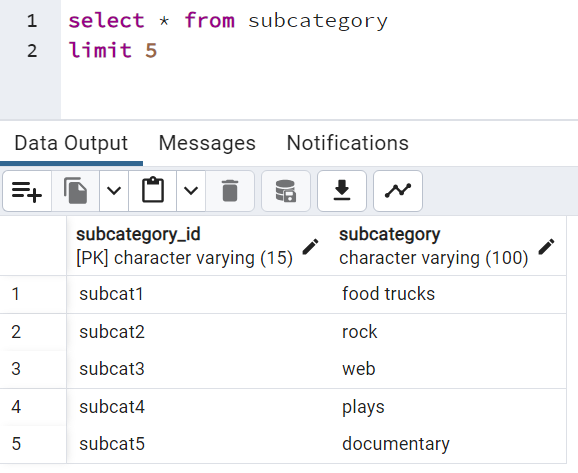 1 select * from subcategory
2 limit 5
Data Output Messages Notifications
subcategory_id subcategory
[PK] character varying (15) character varying (100)
1 subcat1 food trucks
2 subcat2 rock
3 subcat3 web
4 subcat4 plays
5 subcat5 documentary